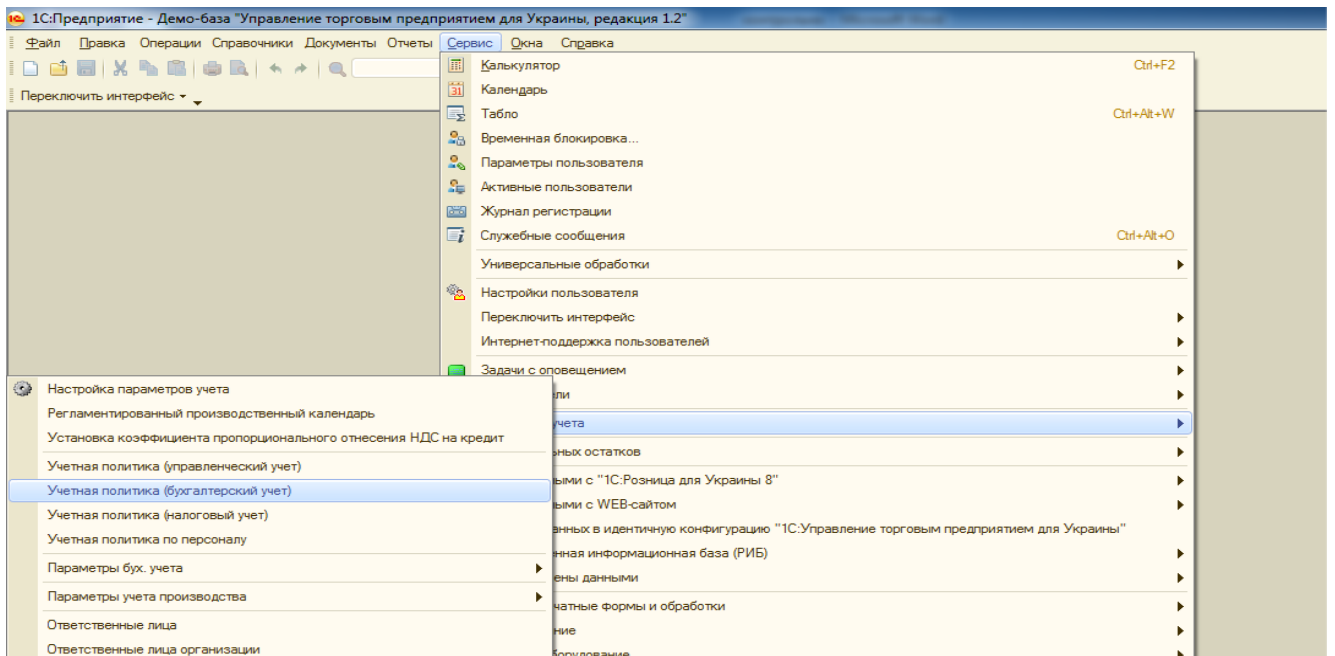 1С:Предприятие - Демо-база "Управление торговым предприятием для Украины, редакция 1.2"
Файл Правка Операции Справочники Документы Отчеты Сервис Окна Справка
Переключить интерфейс
Калькулятор Ctrl+F2
Календарь
Табло Ctrl+Alt+W
Временная блокировка...
Параметры пользователя
Активные пользователи
Журнал регистрации
Служебные сообщения Ctrl+Alt+O
Универсальные обработки
Настройки пользователя
Переключить интерфейс
Интернет-поддержка пользователей
Задачи с оповещением
ли
учета
ьных остатков
ыми с "1С:Розница для Украины 8"
ыми с WEB-сайтом
анных в идентичную конфигурацию "1С:Управление торговым предприятием для Украины"
нная информационная база (РИБ)
ены данными
чатные формы и обработки
ние
борудование
Настройка параметров учета
Регламентированный производственный календарь
Установка коэффициента пропорционального отнесения НДС на кредит
Учетная политика (управленческий учет)
Учетная политика (бухгалтерский учет)
Учетная политика (налоговый учет)
Учетная политика по персоналу
Параметры бух. учета
Параметры учета производства
Ответственные лица
Ответственные лица организации